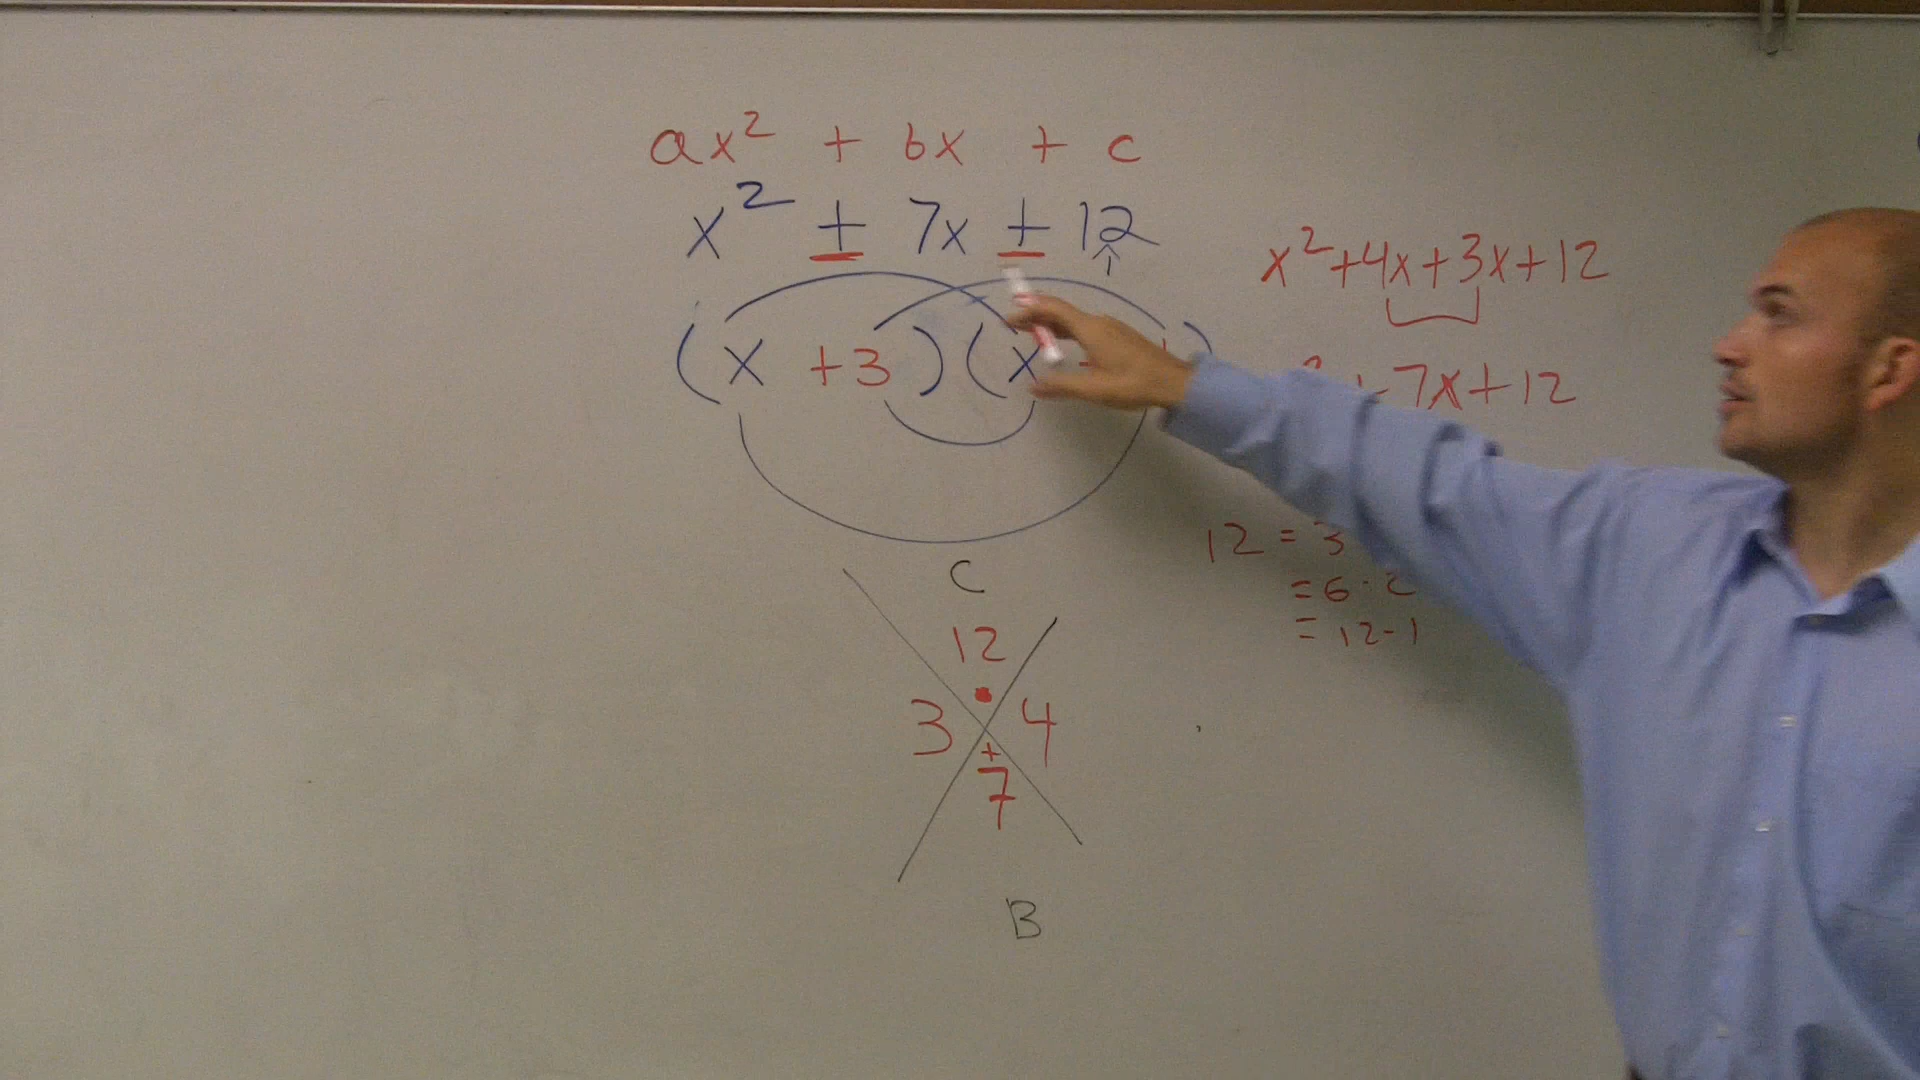 ax² + bx + c
x² + 7x + 12
(x +3)(x
x²+4x+3x+12
7x+12
12 = 3
= 6·2
= 12·1
C
12
•
3 4
+
7
B